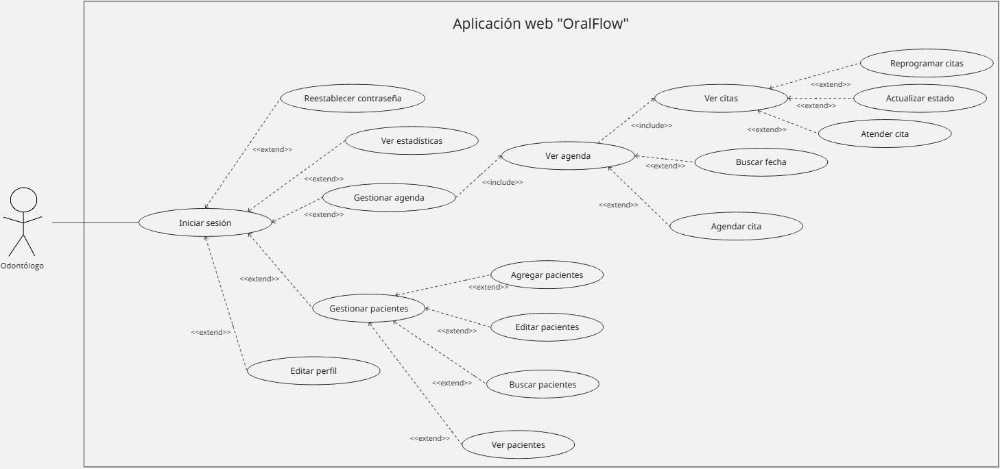 Aplicación web "OralFlow"
Reprogramar citas
<<extend>>
Reestablecer contraseña
Ver citas
Actualizar estado
<<extend>>
<<include>>
<<extend>>
Atender cita
Ver estadísticas
<<extend>>
Ver agenda
Buscar fecha
<<extend>>
<<extend>>
<<include>>
Gestionar agenda
<<extend>>
<<extend>>
Iniciar sesión
Agendar cita
Odontólogo
<<extend>>
Agregar pacientes
<<extend>>
Gestionar pacientes
Editar pacientes
<<extend>>
<<extend>>
Editar perfil
<<extend>>
Buscar pacientes
<<extend>>
Ver pacientes